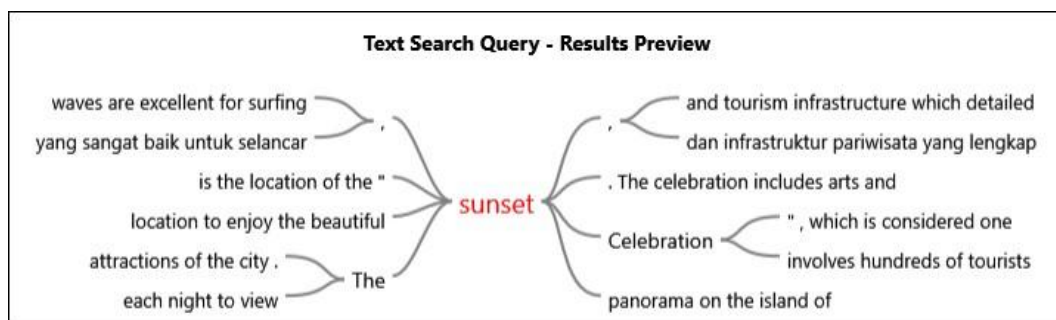 Text Search Query - Results Preview
waves are excellent for surfing
yang sangat baik untuk selancar
,
is the location of the "
location to enjoy the beautiful
attractions of the city .
each night to view
The
sunset
,
and tourism infrastructure which detailed
dan infrastruktur pariwisata yang lengkap
. The celebration includes arts and
Celebration
" , which is considered one
involves hundreds of tourists
panorama on the island of